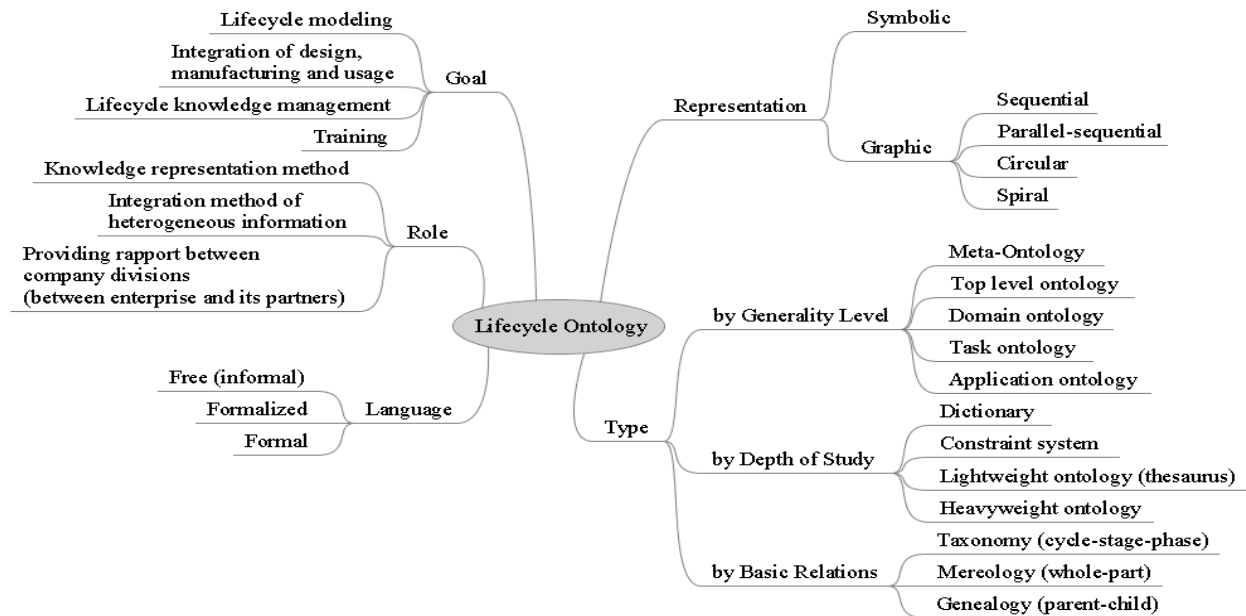 Lifecycle Ontology
Goal
Lifecycle modeling
Integration of design,
manufacturing and usage
Lifecycle knowledge management
Training
Role
Knowledge representation method
Integration method of
heterogeneous information
Providing rapport between
company divisions
(between enterprise and its partners)
Language
Free (informal)
Formalized
Formal
Representation
Symbolic
Graphic
Sequential
Parallel-sequential
Circular
Spiral
Type
by Generality Level
Meta-Ontology
Top level ontology
Domain ontology
Task ontology
Application ontology
by Depth of Study
Dictionary
Constraint system
Lightweight ontology (thesaurus)
Heavyweight ontology
by Basic Relations
Taxonomy (cycle-stage-phase)
Mereology (whole-part)
Genealogy (parent-child)